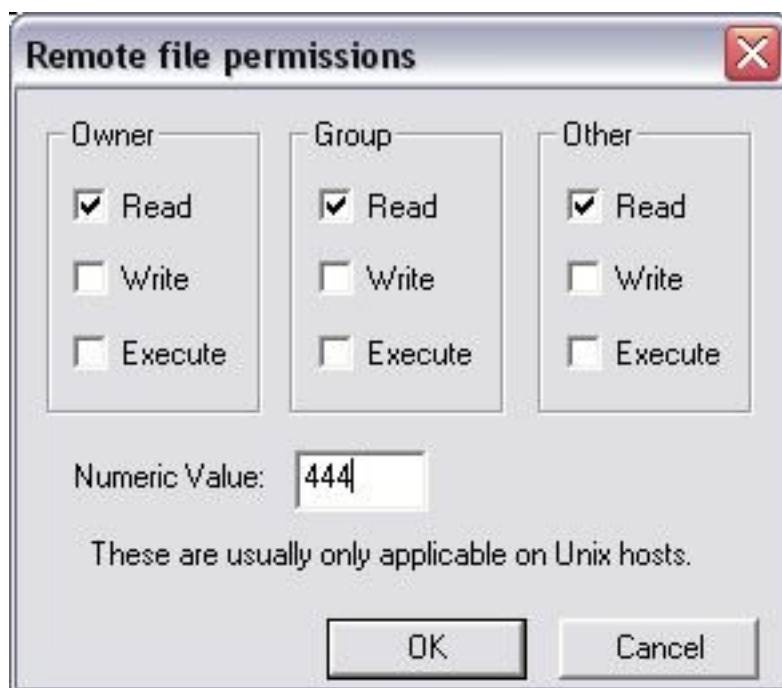 Remote file permissions
Owner Group Other
Read Read Read
Write Write Write
Execute Execute Execute
Numeric Value: 444
These are usually only applicable on Unix hosts.
OK Cancel